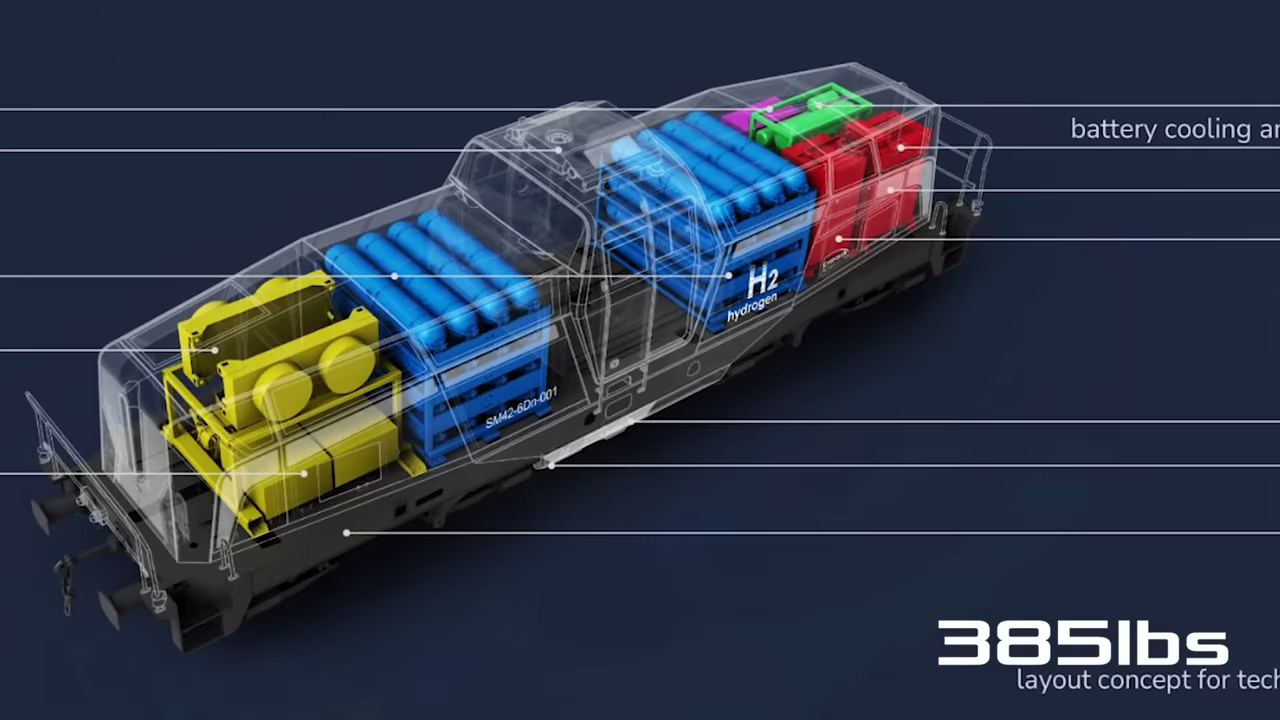 battery cooling ar
H2
hydrogen
SM42-6Dn-001
385lbs
layout concept for tech